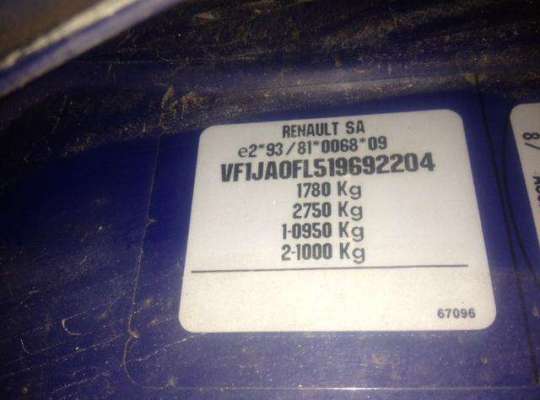 RENAULT SA
e2*93/81*0068*09
VF1JA0FL519692204
1780 Kg
2750 Kg
1-0950 Kg
2-1000 Kg
67096
8/